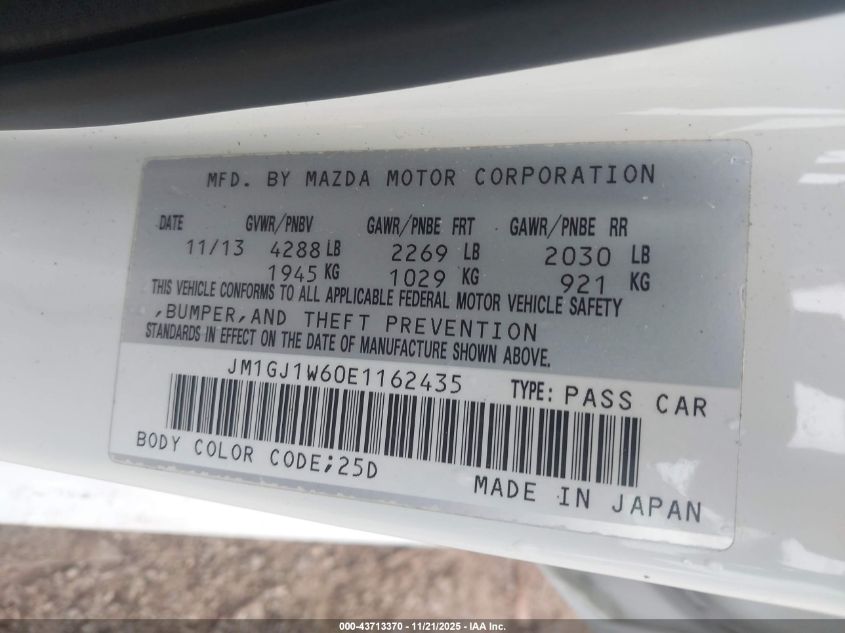 MFD. BY MAZDA MOTOR CORPORATION
DATE GVWR/PNBV GAWR/PNBE FRT GAWR/PNBE RR
11/13 4288 LB 2269 LB 2030 LB
1945 KG 1029 KG 921 KG
THIS VEHICLE CONFORMS TO ALL APPLICABLE FEDERAL MOTOR VEHICLE SAFETY
,BUMPER,AND THEFT PREVENTION
STANDARDS IN EFFECT ON THE DATE OF MANUFACTURE SHOWN ABOVE.
JM1GJ1W60E1162435 TYPE: PASS CAR
BODY COLOR CODE;25D
MADE IN JAPAN
000-43713370 - 11/21/2025 - IAA Inc.